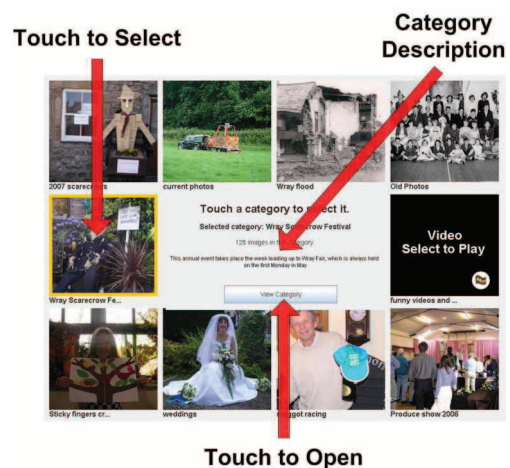 Touch to Select
Category
Description
2007 scarecrows
current photos
Wray flood
Old Photos
Touch a category to select it.
Selected category: Wray Scarecrow Festival
125 images in this category
This annual event takes place the week leading up to Wray Fair, which is always held
on the first Monday in May
View Category
Video
Select to Play
Wray Scarecrow Fe...
funny videos and ...
Sticky fingers cr...
weddings
maggot racing
Produce show 2006
Touch to Open